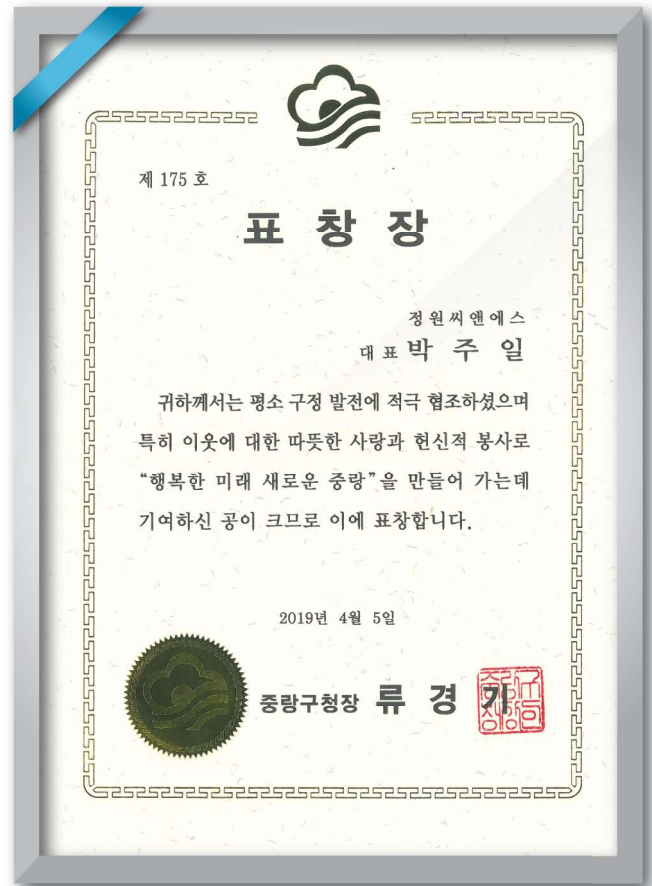 제 175 호
표 창 장
정원씨앤에스
대표 박 주 일
귀하께서는 평소 구정 발전에 적극 협조하셨으며
특히 이웃에 대한 따뜻한 사랑과 헌신적 봉사로
“행복한 미래 새로운 중랑”을 만들어 가는데
기여하신 공이 크므로 이에 표창합니다.
2019년 4월 5일
중랑구청장 류 경 기